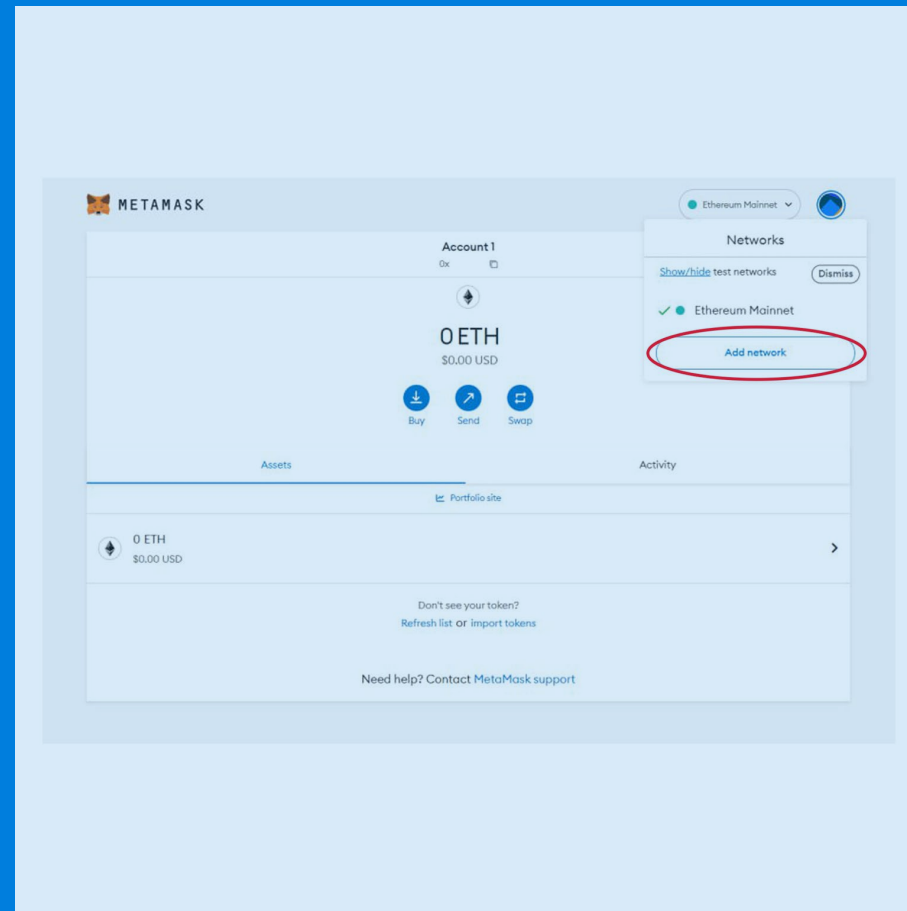 METAMASK
Ethereum Mainnet
Account 1
0x
0 ETH
$0.00 USD
Buy Send Swap
Networks
Show/hide test networks Dismiss
Ethereum Mainnet
Add network
Assets Activity
Portfolio site
0 ETH
$0.00 USD
Don't see your token?
Refresh list or import tokens
Need help? Contact MetaMask support